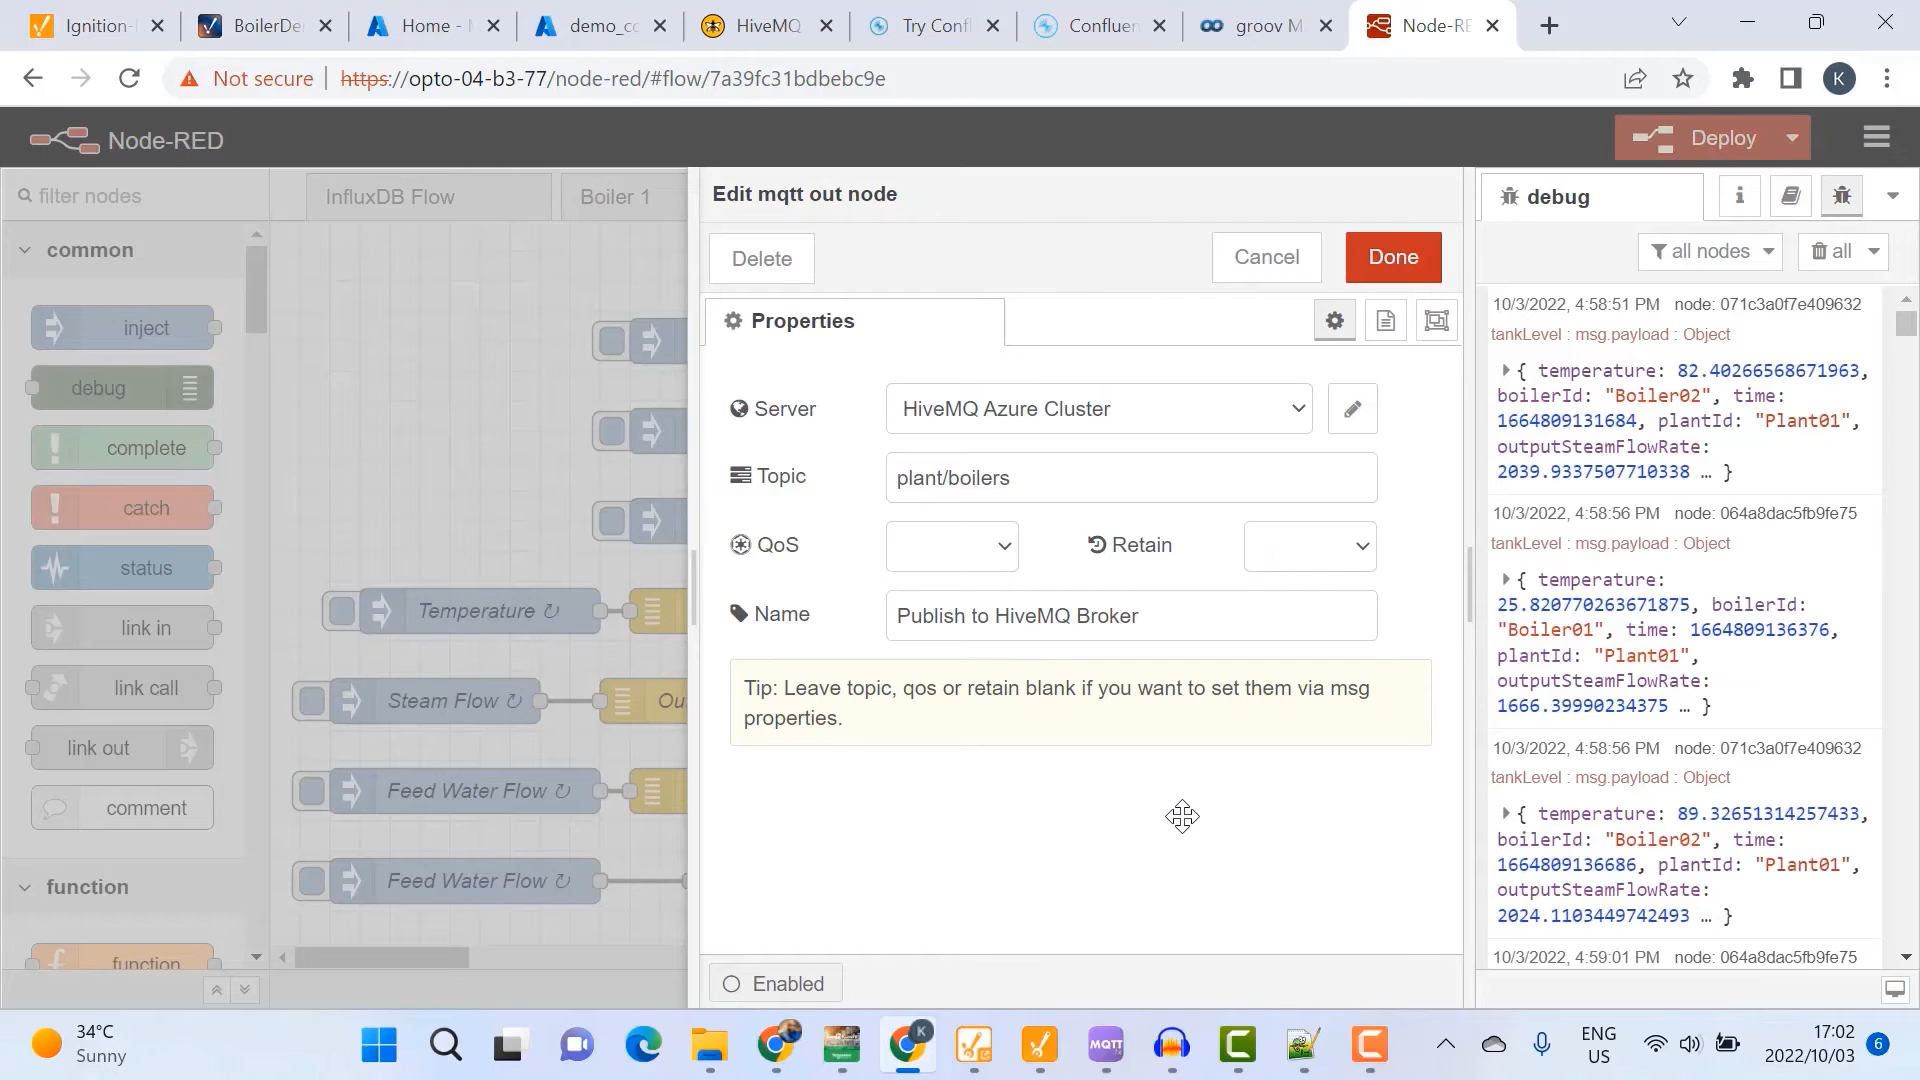 Ignition-
BoilerDe
Home - M
demo_co
HiveMQ
Try Confl
Confluen
groov M
Node-RE
Not secure
https://opto-04-b3-77/node-red/#flow/7a39fc31bdbebc9e
K
Node-RED
Deploy
filter nodes
InfluxDB Flow
Boiler 1
common
inject
debug
complete
catch
status
link in
link call
link out
comment
function
function
Temperature ↻
Steam Flow ↻
Ou
Feed Water Flow ↻
Feed Water Flow ↻
Edit mqtt out node
Delete
Cancel
Done
Properties
Server
HiveMQ Azure Cluster
Topic
plant/boilers
QoS
Retain
Name
Publish to HiveMQ Broker
Tip: Leave topic, qos or retain blank if you want to set them via msg
properties.
Enabled
debug
i
all nodes
all
10/3/2022, 4:58:51 PM node: 071c3a0f7e409632
tankLevel : msg.payload : Object
{ temperature: 82.40266568671963,
boilerId: "Boiler02", time:
1664809131684, plantId: "Plant01",
outputSteamFlowRate:
2039.9337507710338 … }
10/3/2022, 4:58:56 PM node: 064a8dac5fb9fe75
tankLevel : msg.payload : Object
{ temperature:
25.820770263671875, boilerId:
"Boiler01", time: 1664809136376,
plantId: "Plant01",
outputSteamFlowRate:
1666.39990234375 … }
10/3/2022, 4:58:56 PM node: 071c3a0f7e409632
tankLevel : msg.payload : Object
{ temperature: 89.32651314257433,
boilerId: "Boiler02", time:
1664809136686, plantId: "Plant01",
outputSteamFlowRate:
2024.1103449742493 … }
10/3/2022, 4:59:01 PM node: 064a8dac5fb9fe75
34°C
Sunny
K
MQTT
ENG
US
17:02
2022/10/03
6